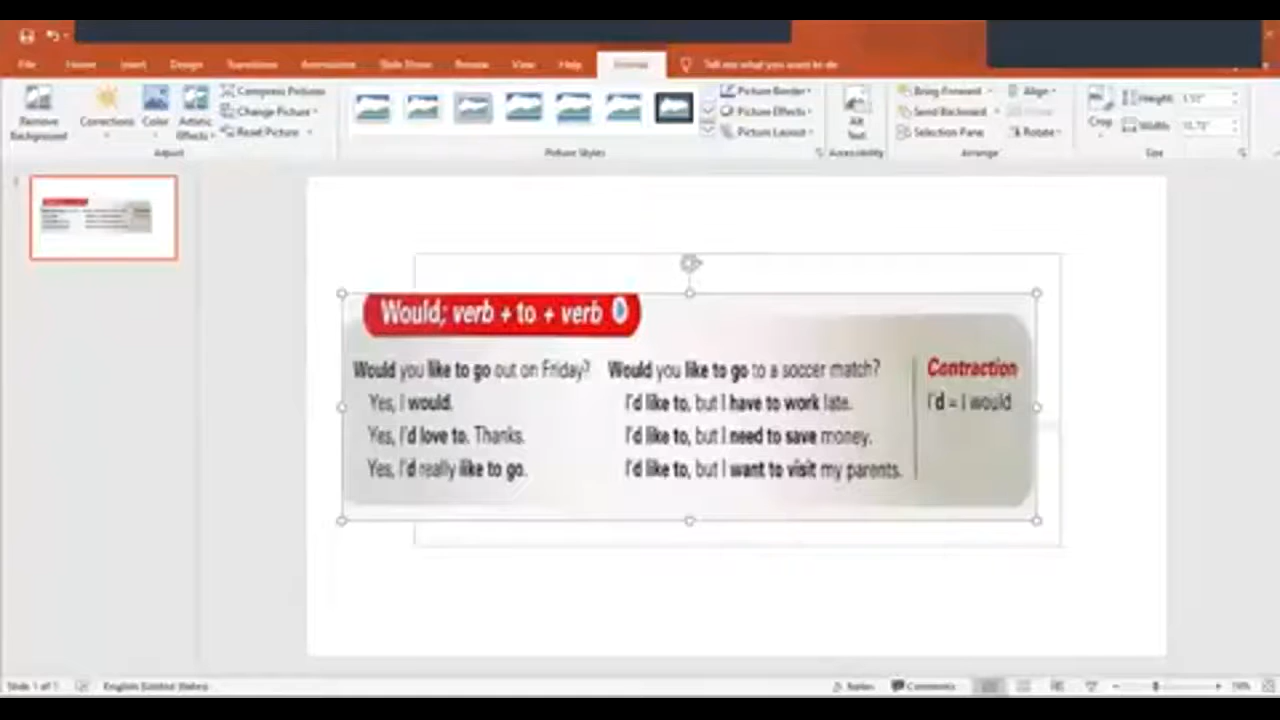 File Home Insert Design Transitions Animations Slide Show Review View Help Format Tell me what you want to do
Remove Background
Corrections
Color
Artistic Effects
Compress Pictures
Change Picture
Reset Picture
Adjust
Picture Styles
Picture Border
Picture Effects
Picture Layout
Alt Text
Accessibility
Bring Forward
Send Backward
Selection Pane
Align
Rotate
Arrange
Crop
Height:
Width:
Size
1
Would; verb + to + verb
Would you like to go out on Friday?
Yes, I would.
Yes, I'd love to. Thanks.
Yes, I'd really like to go.
Would you like to go to a soccer match?
I'd like to, but I have to work late.
I'd like to, but I need to save money.
I'd like to, but I want to visit my parents.
Contraction
I'd = I would
Slide 1 of 1 English (United States) Notes Comments